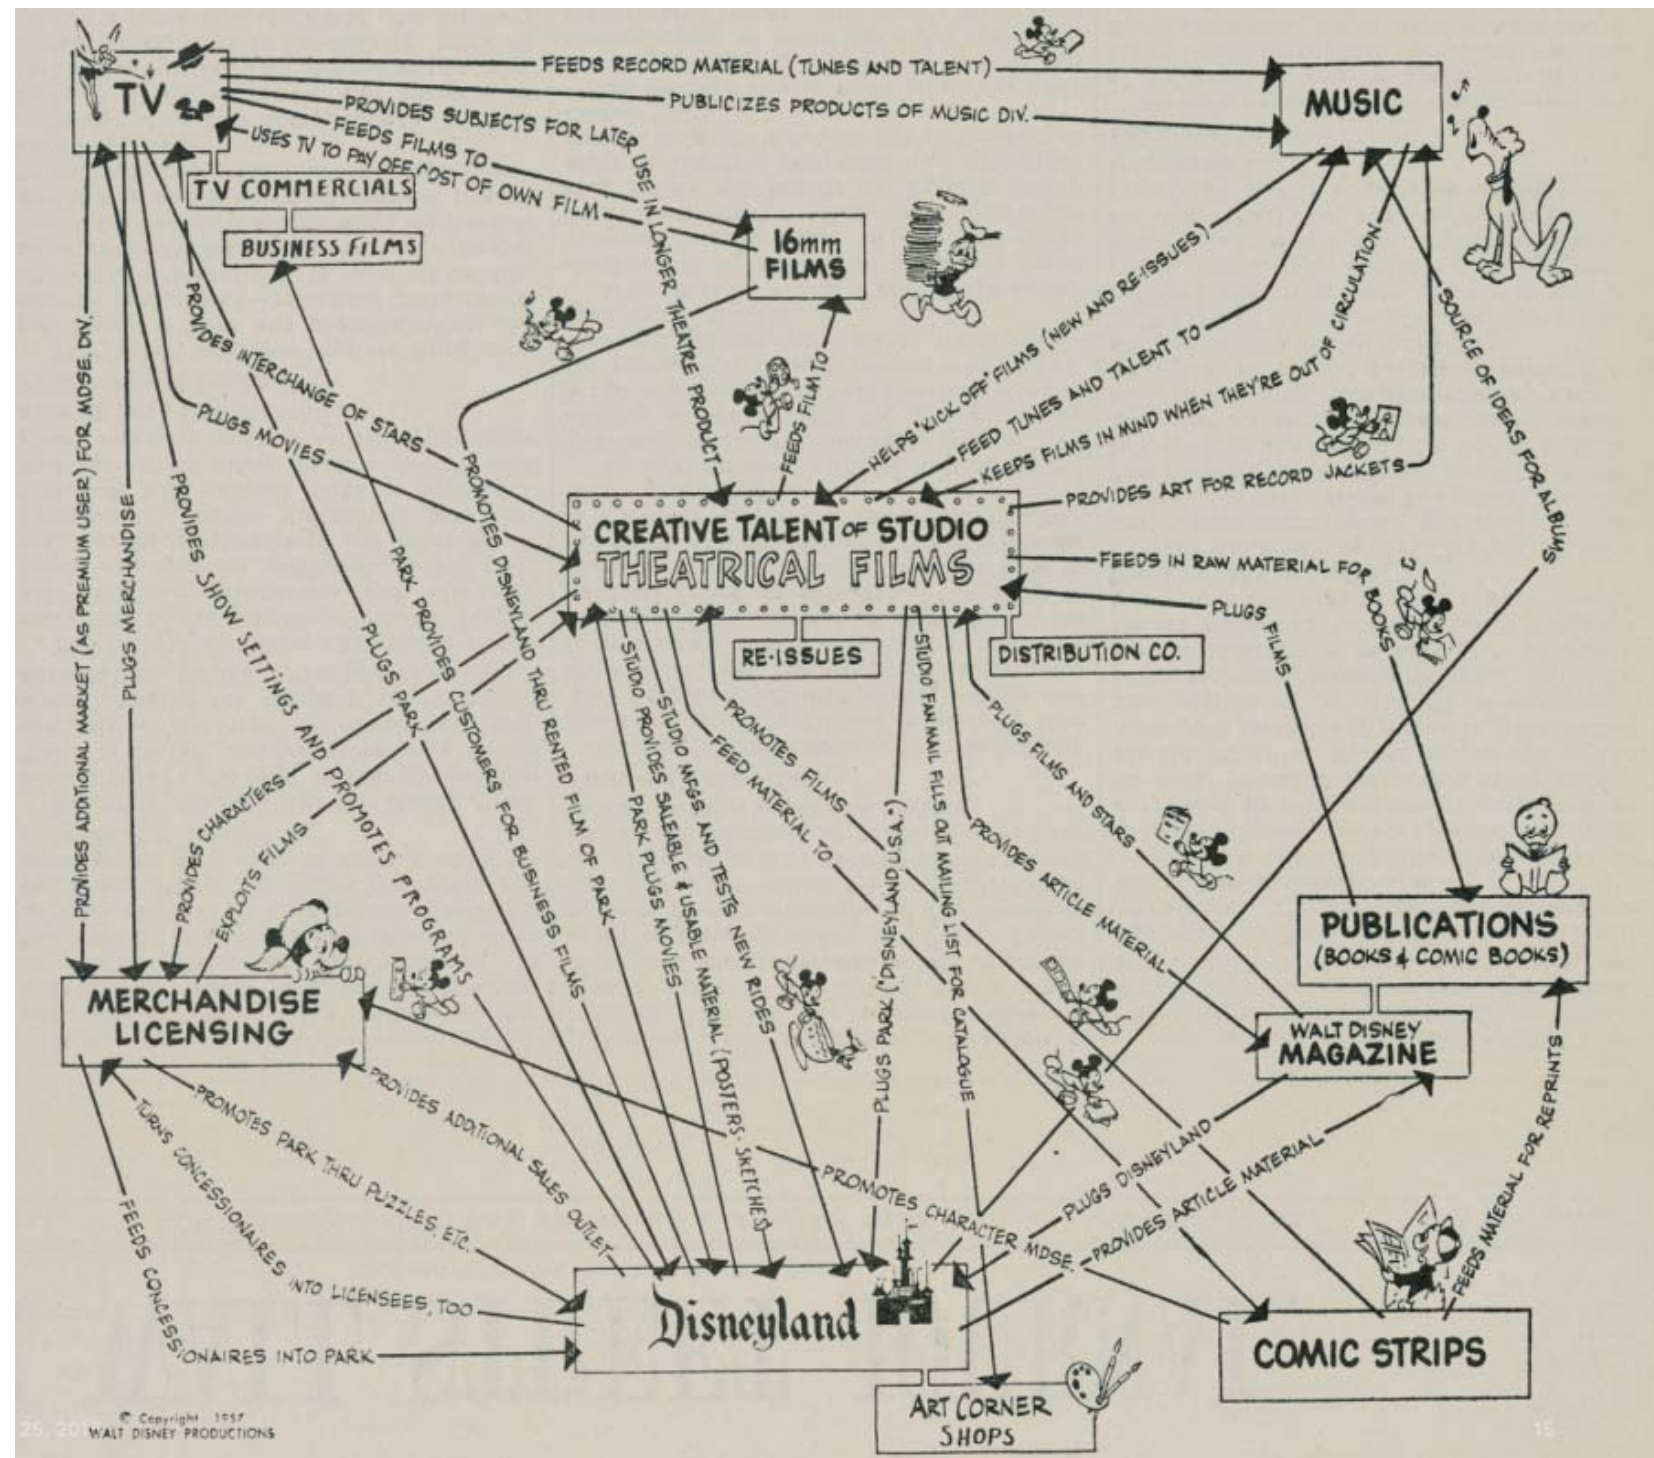 FEEDS RECORD MATERIAL (TUNES AND TALENT)
PUBLICIZES PRODUCTS OF MUSIC DIV.
TV
MUSIC
PROVIDES SUBJECTS FOR LATER USE IN LONGER THEATRE PRODUCT
FEEDS FILMS TO
USES TV TO PAY OFF COST OF OWN FILM
TV COMMERCIALS
BUSINESS FILMS
16mm
FILMS
PROVIDES INTERCHANGE OF STARS
PLUGS MOVIES
FEEDS FILM TO
HELPS "KICK OFF" FILMS (NEW AND RE-ISSUES)
FEED TUNES AND TALENT TO
KEEPS FILMS IN MIND WHEN THEY'RE OUT OF CIRCULATION
PROVIDES ART FOR RECORD JACKETS
SOURCE OF IDEAS FOR ALBUMS
PROVIDES ADDITIONAL MARKET (AS PREMIUM USER) FOR MDSE. DIV.
PLUGS MERCHANDISE
PROVIDES SHOW SETTINGS AND PROMOTES PROGRAMS
PLUGS PARK
PARK PROVIDES CUSTOMERS FOR BUSINESS FILMS
PROMOTES DISNEYLAND THRU RENTED FILM OF PARK
CREATIVE TALENT OF STUDIO
THEATRICAL FILMS
RE-ISSUES
DISTRIBUTION CO.
FEEDS IN RAW MATERIAL FOR BOOKS
PLUGS FILMS
PROVIDES CHARACTERS
EXPLOITS FILMS
PARK PLUGS MOVIES
STUDIO PROVIDES SALEABLE & USABLE MATERIAL (POSTERS - SKETCHES)
STUDIO MFGS AND TESTS NEW RIDES
FEED MATERIAL TO
PROMOTES FILMS
PLUGS PARK ("DISNEYLAND U.S.A.")
STUDIO FAN MAIL FILLS OUT MAILING LIST FOR CATALOGUE
PROVIDES ARTICLE MATERIAL
PLUGS FILMS AND STARS
PUBLICATIONS
(BOOKS & COMIC BOOKS)
WALT DISNEY
MAGAZINE
MERCHANDISE
LICENSING
PROVIDES ADDITIONAL SALES OUTLET
PROMOTES PARK THRU PUZZLES, ETC.
TURNS CONCESSIONAIRES INTO LICENSEES, TOO
FEEDS CONCESSIONAIRES INTO PARK
PROMOTES CHARACTER MDSE.
PLUGS DISNEYLAND
PROVIDES ARTICLE MATERIAL
FEEDS MATERIAL FOR REPRINTS
Disneyland
COMIC STRIPS
ART CORNER
SHOPS
© Copyright 1957
WALT DISNEY PRODUCTIONS
15